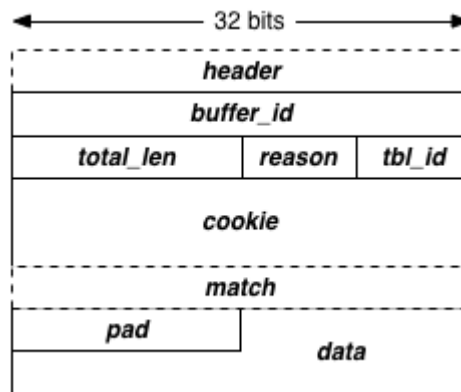 32 bits
header
buffer_id
total_len reason tbl_id
cookie
match
pad
data